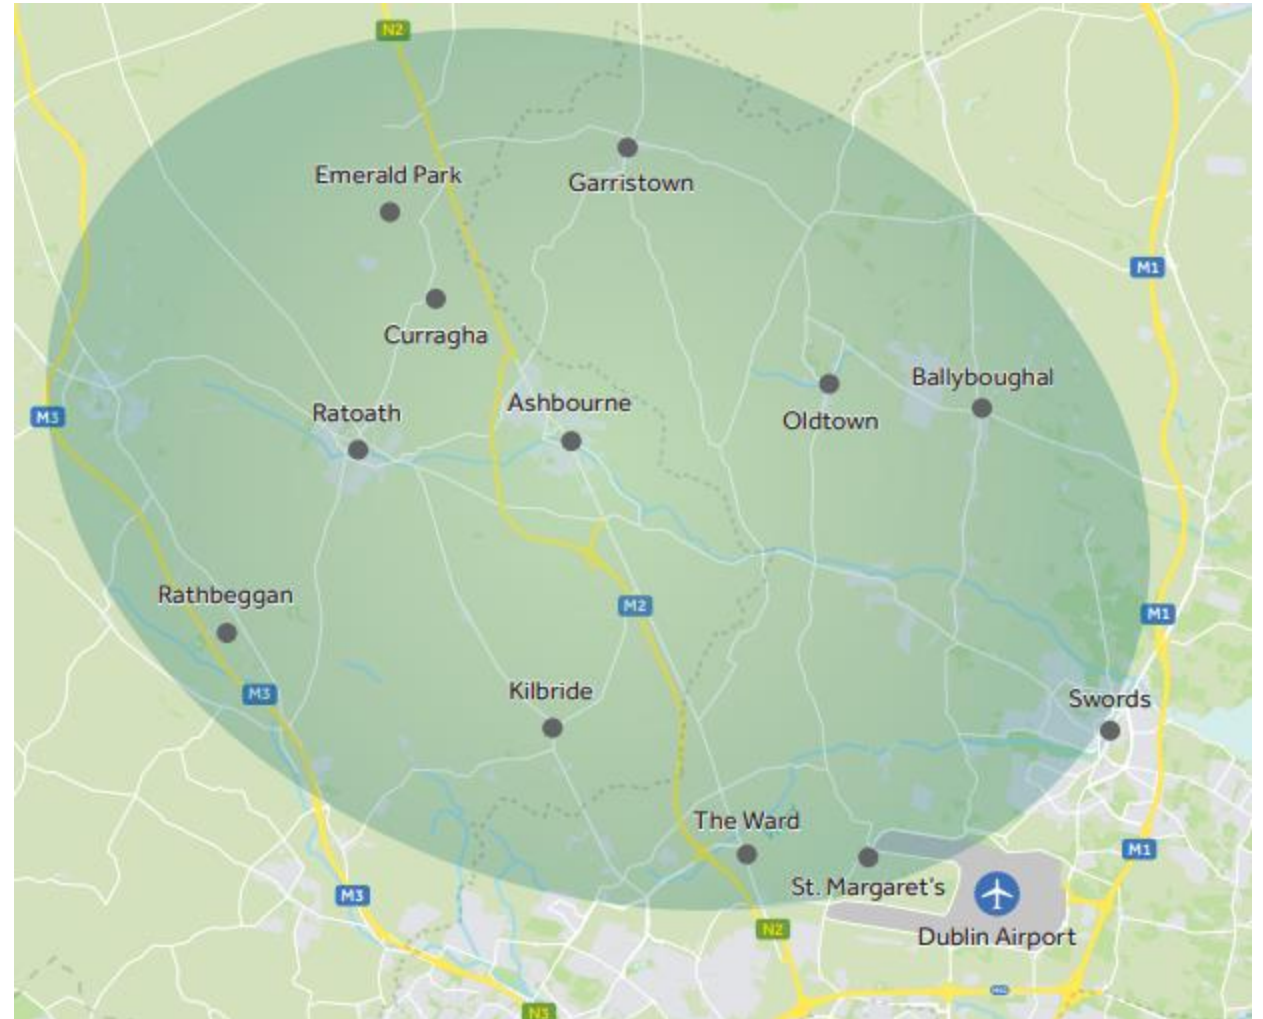 N2
Emerald Park
Garristown
M1
Curragha
Ballyboughal
Ashbourne
Ratoath
M3
Oldtown
Rathbeggan
M2
M1
M3
Swords
Kilbride
The Ward
M1
St. Margaret's
M3
N2
Dublin Airport
N3